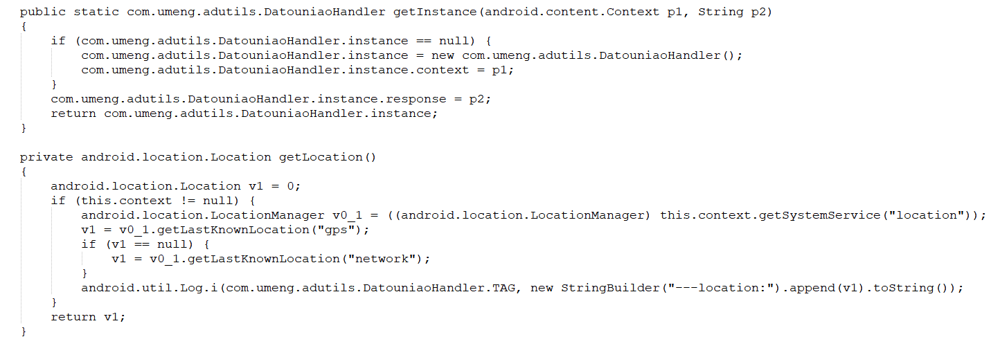 public static com.umeng.adutils.DatouniaoHandler getInstance(android.content.Context p1, String p2)
{
    if (com.umeng.adutils.DatouniaoHandler.instance == null) {
        com.umeng.adutils.DatouniaoHandler.instance = new com.umeng.adutils.DatouniaoHandler();
        com.umeng.adutils.DatouniaoHandler.instance.context = p1;
    }
    com.umeng.adutils.DatouniaoHandler.instance.response = p2;
    return com.umeng.adutils.DatouniaoHandler.instance;
}

private android.location.Location getLocation()
{
    android.location.Location v1 = 0;
    if (this.context != null) {
        android.location.LocationManager v0_1 = ((android.location.LocationManager) this.context.getSystemService("location"));
        v1 = v0_1.getLastKnownLocation("gps");
        if (v1 == null) {
            v1 = v0_1.getLastKnownLocation("network");
        }
        android.util.Log.i(com.umeng.adutils.DatouniaoHandler.TAG, new StringBuilder("---location:").append(v1).toString());
    }
    return v1;
}